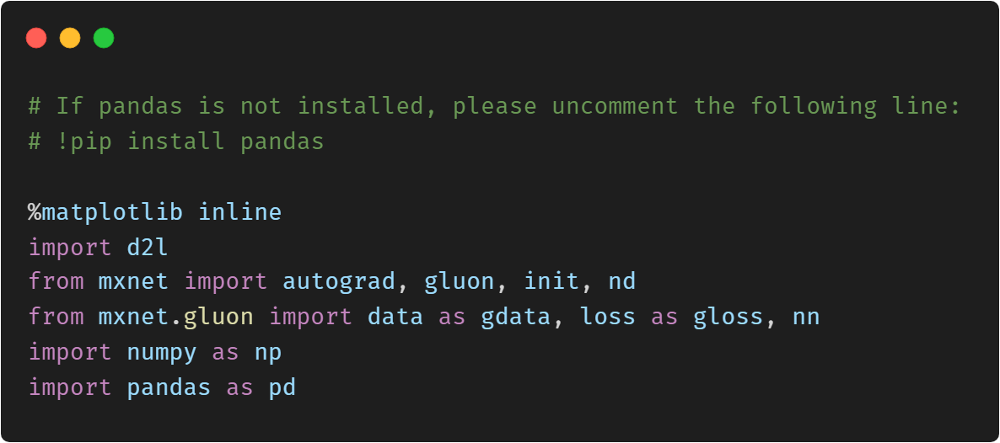 # If pandas is not installed, please uncomment the following line:
# !pip install pandas
%matplotlib inline
import d2l
from mxnet import autograd, gluon, init, nd
from mxnet.gluon import data as gdata, loss as gloss, nn
import numpy as np
import pandas as pd